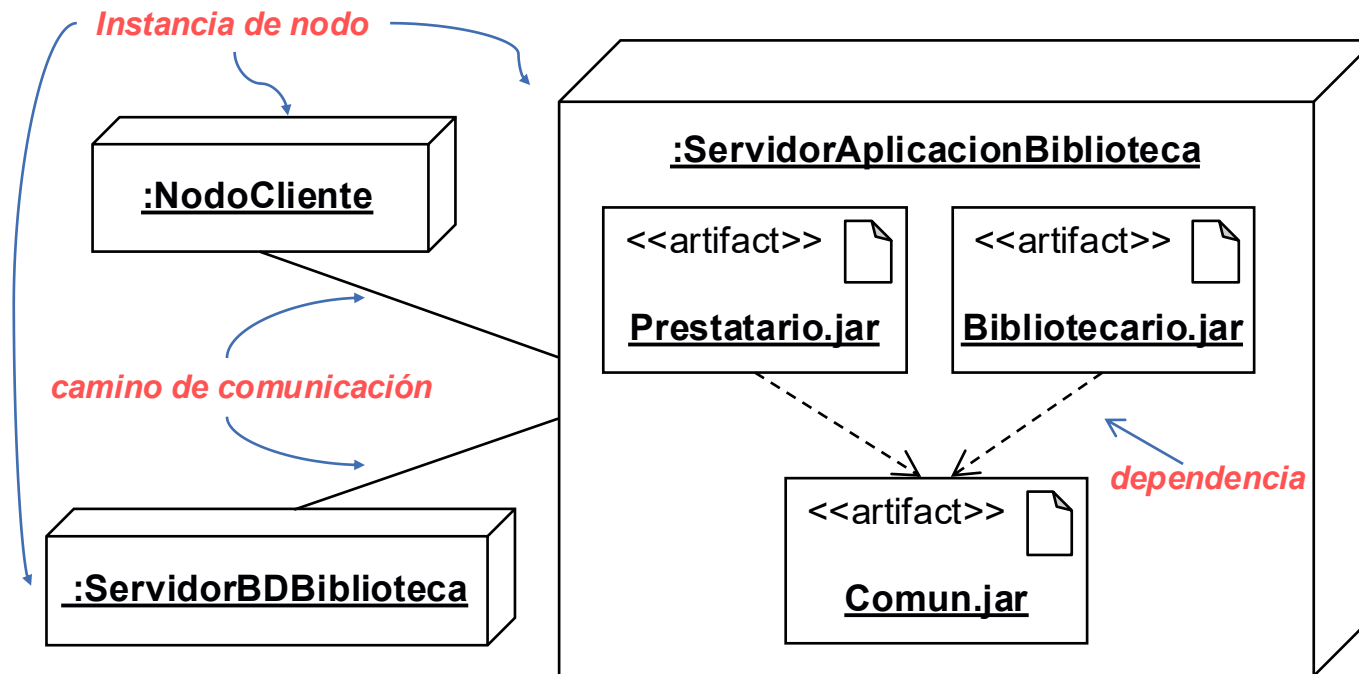 Instancia de nodo
:NodoCliente
:ServidorAplicacionBiblioteca
<<artifact>>
Prestatario.jar
<<artifact>>
Bibliotecario.jar
camino de comunicación
dependencia
<<artifact>>
Comun.jar
:ServidorBDBiblioteca